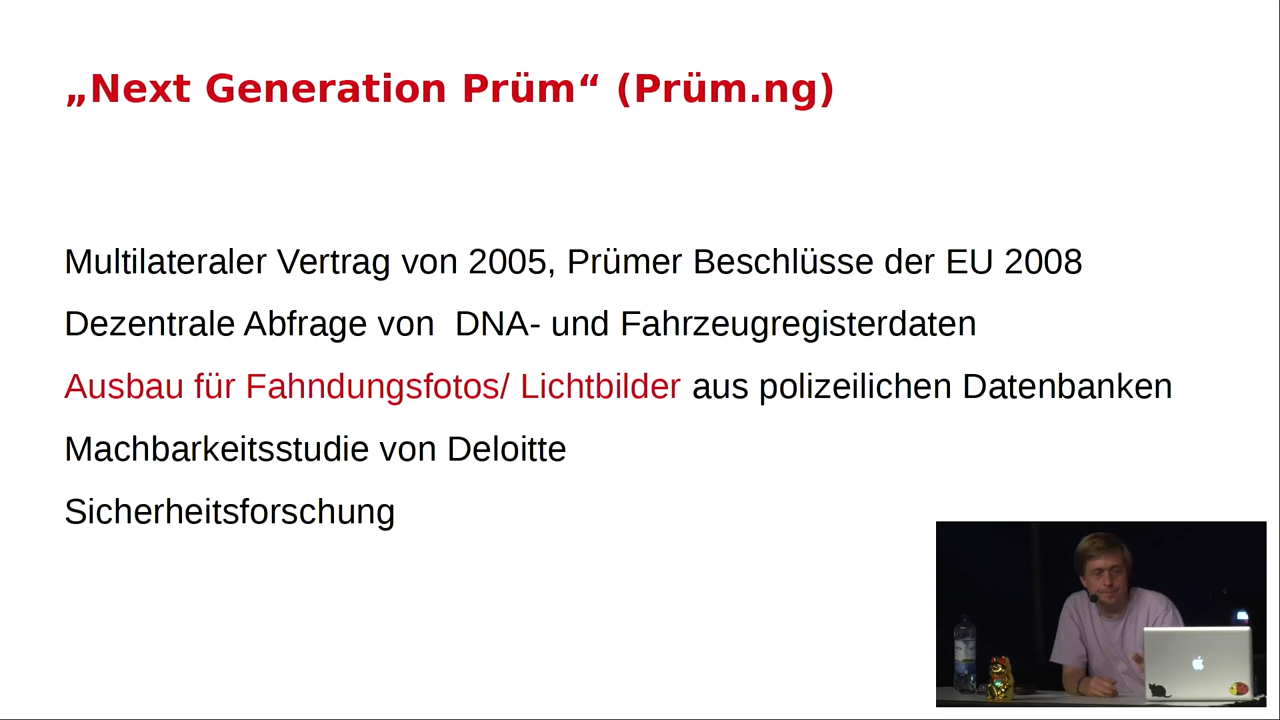 „Next Generation Prüm“ (Prüm.ng)
Multilateraler Vertrag von 2005, Prümer Beschlüsse der EU 2008
Dezentrale Abfrage von  DNA- und Fahrzeugregisterdaten
Ausbau für Fahndungsfotos/ Lichtbilder aus polizeilichen Datenbanken
Machbarkeitsstudie von Deloitte
Sicherheitsforschung